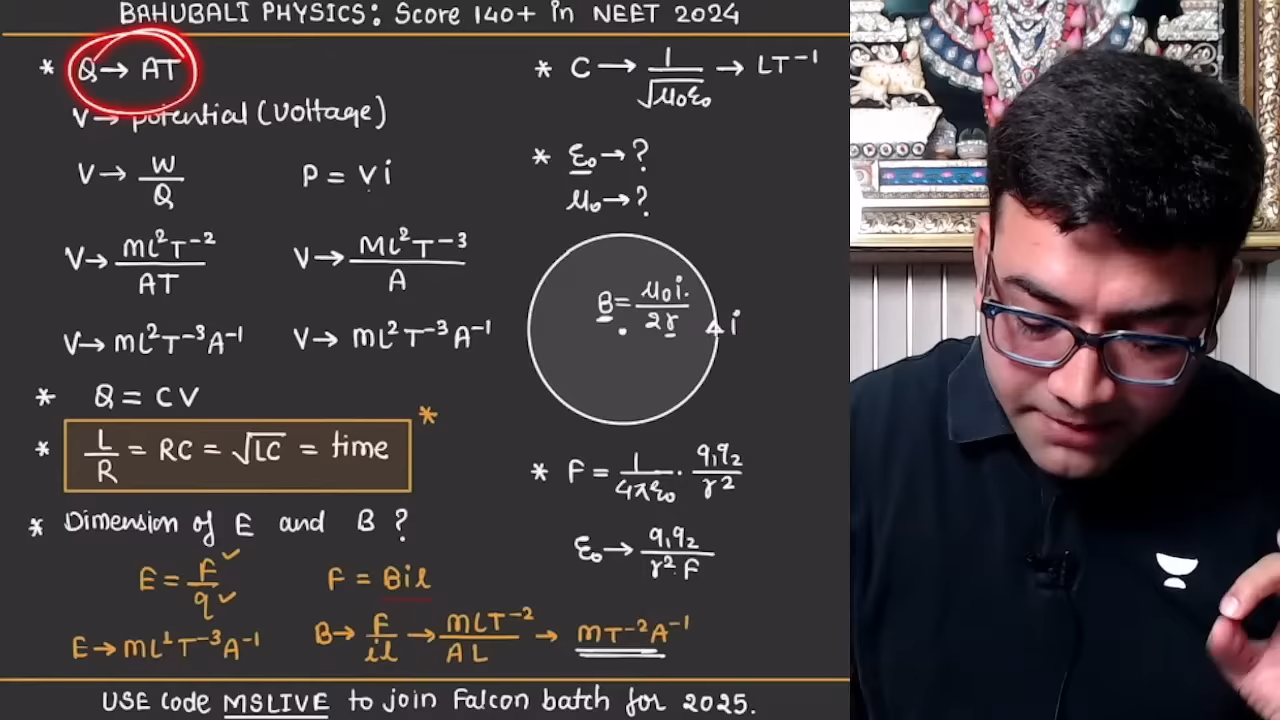 BAHUBALI PHYSICS: Score 140+ in NEET 2024
* Q → AT
V → potential (Voltage)
V → W/Q
P = Vi
V → ML²T⁻²/AT
V → ML²T⁻³/A
V → ML²T⁻³A⁻¹
V → ML²T⁻³A⁻¹
* Q = CV
* L/R = RC = √LC = time *
* Dimension of E and B ?
E = F/q
F = Bil
E → ML¹T⁻³A⁻¹
B → F/il → MLT⁻²/AL → MT⁻²A⁻¹
* C → 1/√μ₀ε₀ → LT⁻¹
* ε₀ → ?
μ₀ → ?
B = μ₀i/2r
i
* F = 1/4πε₀ · q₁q₂/r²
ε₀ → q₁q₂/r²·F
USE Code MSLIVE to join Falcon batch for 2025.